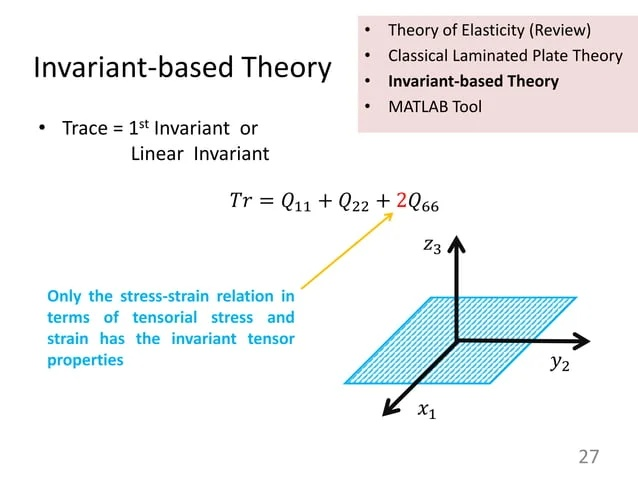 Invariant-based Theory
• Theory of Elasticity (Review)
• Classical Laminated Plate Theory
• Invariant-based Theory
• MATLAB Tool
• Trace = 1st Invariant or
Linear Invariant
Tr = Q11 + Q22 + 2Q66
Only the stress-strain relation in
terms of tensorial stress and
strain has the invariant tensor
properties
z3
y2
x1
27